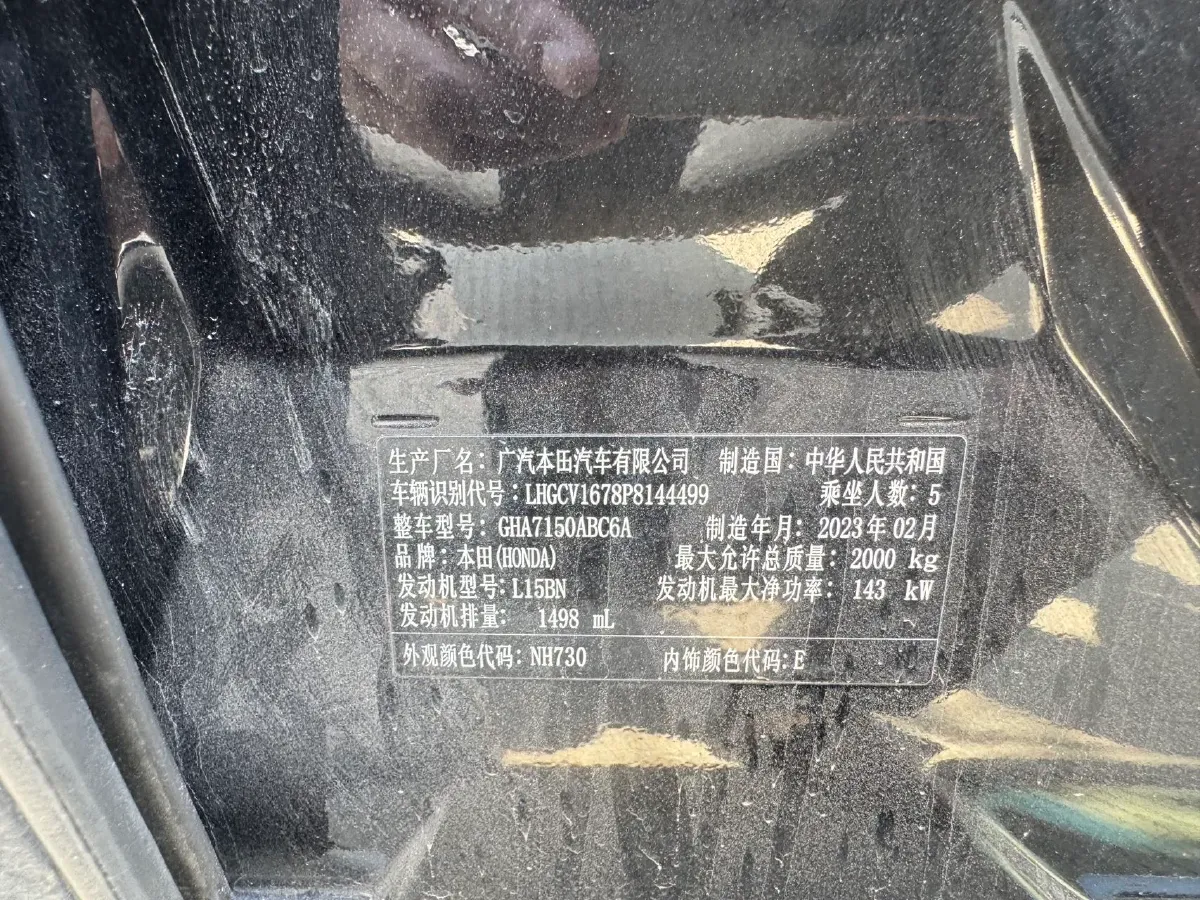 生产厂名：广汽本田汽车有限公司 制造国：中华人民共和国
车辆识别代号：LHGCV1678P8144499 乘坐人数：5
整车型号：GHA7150ABC6A 制造年月：2023年02月
品牌：本田(HONDA) 最大允许总质量：2000 kg
发动机型号：L15BN 发动机最大净功率：143 kW
发动机排量：1498 mL
外观颜色代码：NH730 内饰颜色代码：E